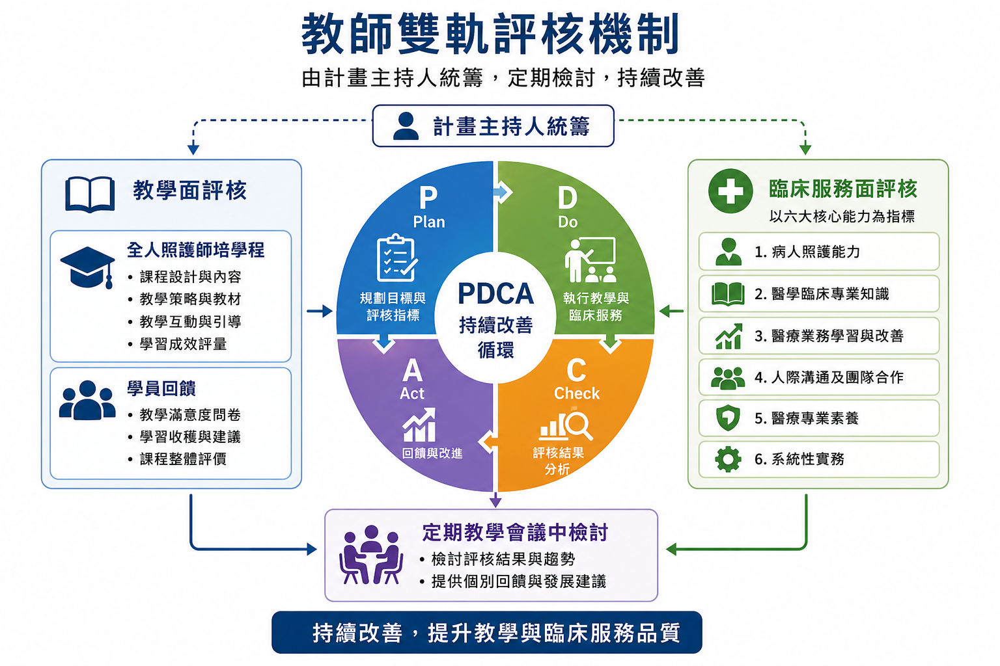 教師雙軌評核機制
由計畫主持人統籌，定期檢討，持續改善
計畫主持人統籌
教學面評核
全人照護師培學程
• 課程設計與內容
• 教學策略與教材
• 教學互動與引導
• 學習成效評量
學員回饋
• 教學滿意度問卷
• 學習收穫與建議
• 課程整體評價
P
Plan
規劃目標與
評核指標
D
Do
執行教學與
臨床服務
PDCA
持續改善
循環
A
Act
回饋與改進
C
Check
評核結果
分析
臨床服務面評核
以六大核心能力為指標
1. 病人照護能力
2. 醫學臨床專業知識
3. 醫療業務學習與改善
4. 人際溝通及團隊合作
5. 醫療專業素養
6. 系統性實務
定期教學會議中檢討
• 檢討評核結果與趨勢
• 提供個別回饋與發展建議
持續改善，提升教學與臨床服務品質